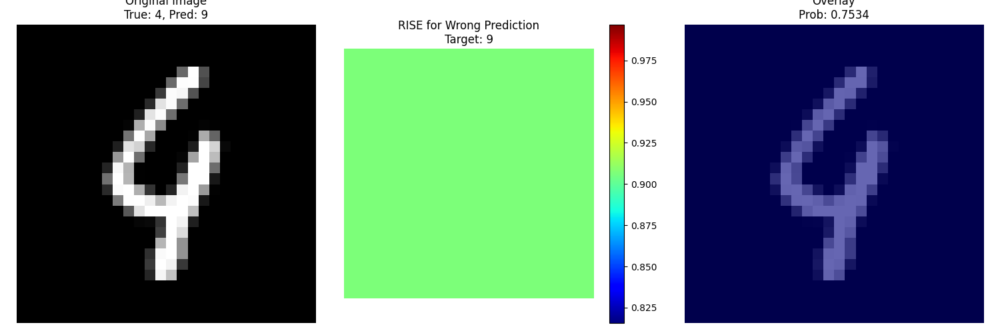 Original Image
True: 4, Pred: 9
RISE for Wrong Prediction
Target: 9
0.975
0.950
0.925
0.900
0.875
0.850
0.825
Overlay
Prob: 0.7534
4